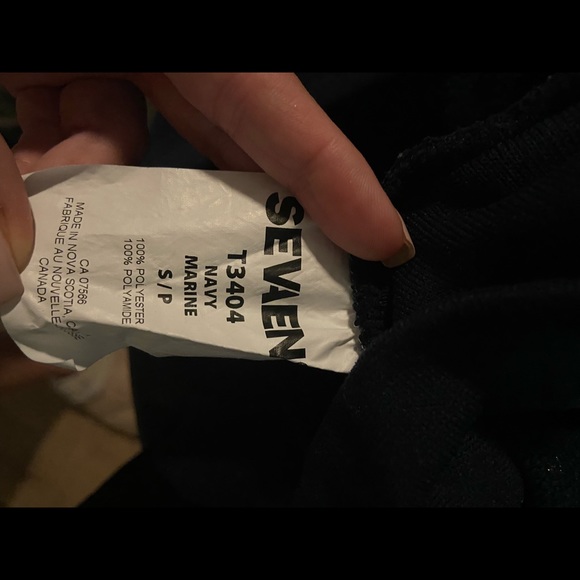 SEVEN
T3404
NAVY
MARINE
S / P
100% POLYESTER
100% POLYAMIDE
CA 07566
MADE IN NOVA SCOTIA,
FABRIQUE AU NOUVELLE
CANADA